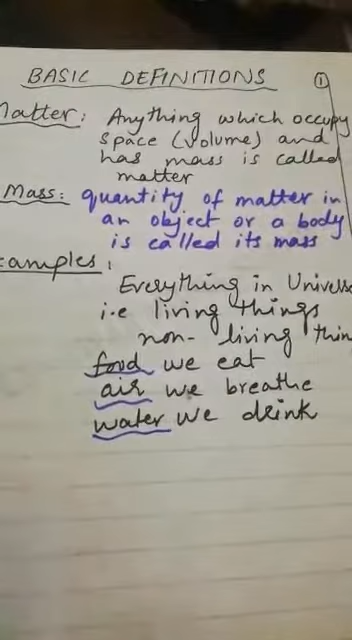 BASIC DEFINITIONS ①
Matter: Anything which occupy
space (volume) and
has mass is called
matter
Mass: quantity of matter in
an object or a body
is called its mass
Examples:
Everything in Universe
i.e living things
non-living thin
food we eat
air we breathe
water we drink